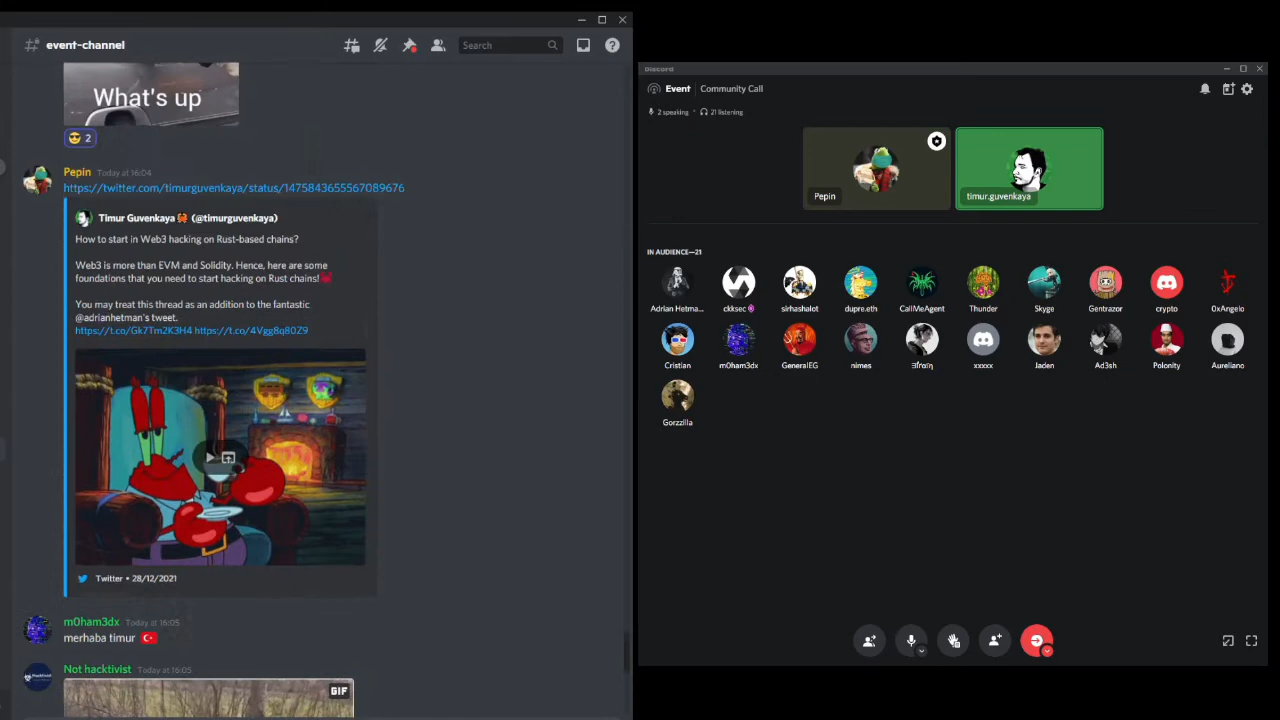 event-channel
Search
What's up
2
Pepin Today at 16:04
https://twitter.com/timurguvenkaya/status/1475843655567089676
Timur Guvenkaya (@timurguvenkaya)
How to start in Web3 hacking on Rust-based chains?
Web3 is more than EVM and Solidity. Hence, here are some
foundations that you need to start hacking on Rust chains!
You may treat this thread as an addition to the fantastic
@adrianhetman's tweet.
https://t.co/Gk7Tm2K3H4 https://t.co/4Vgg8q80Z9
Twitter • 28/12/2021
m0ham3dx Today at 16:05
merhaba timur
Not hacktivist Today at 16:05
GIF
Discord
Event Community Call
2 speaking • 21 listening
Pepin
timur.guvenkaya
IN AUDIENCE—21
Adrian Hetma... ckksec sirhashalot dupre.eth CallMeAgent Thunder Skyge Gentrazor crypto 0xAngelo
Cristian m0ham3dx GeneralEG nimes xxxxx Jaden Ad3sh Polonity Aureliano
Gorzzilla